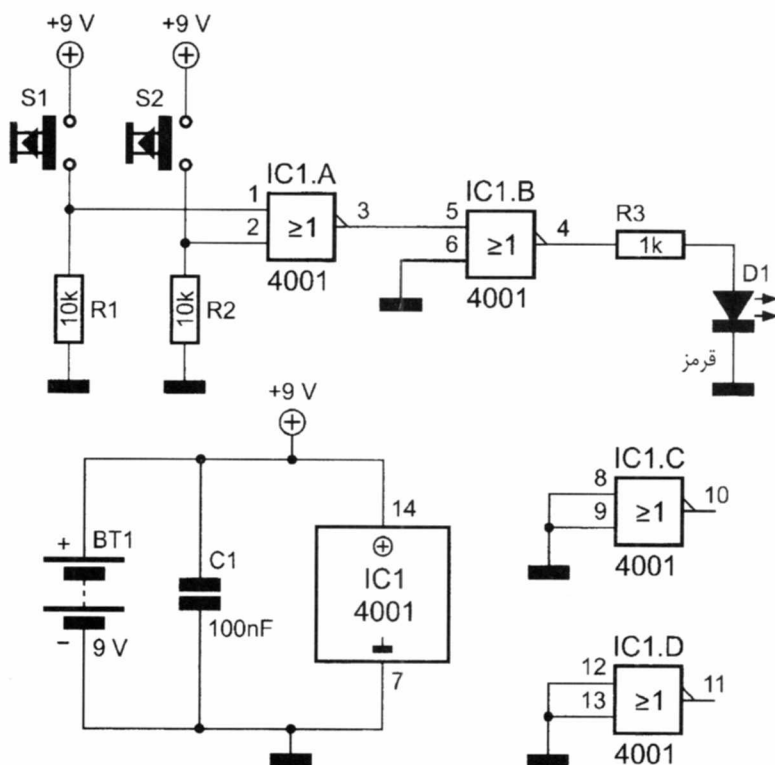 +9 V +9 V
S1 S2
IC1.A
1 2 ≥1 3
4001
IC1.B
5 6 ≥1 4
4001
R3
1k
D1
قرمز
10k R1
10k R2
+9 V
+ BT1
− 9 V
C1
100nF
14
IC1
4001
7
IC1.C
8 9 ≥1 10
4001
IC1.D
12 13 ≥1 11
4001